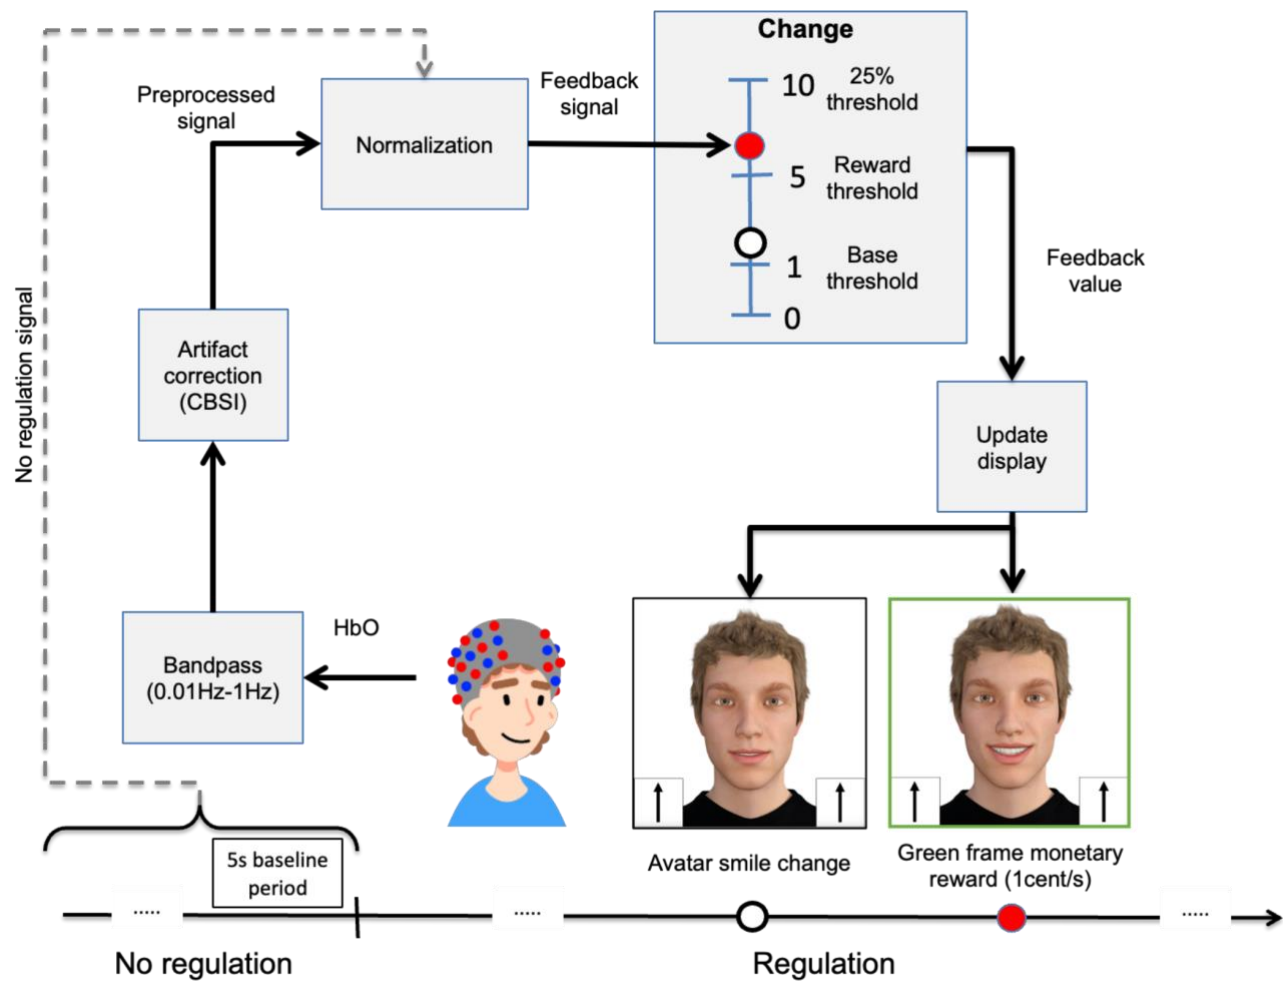 Change
10
25%
threshold
Feedback
signal
Preprocessed
signal
Normalization
5
Reward
threshold
1
Base
threshold
0
Feedback
value
No regulation signal
Artifact
correction
(CBSI)
Update
display
HbO
Bandpass
(0.01Hz-1Hz)
Avatar smile change
Green frame monetary
reward (1cent/s)
5s baseline
period
.....
.....
.....
No regulation
Regulation